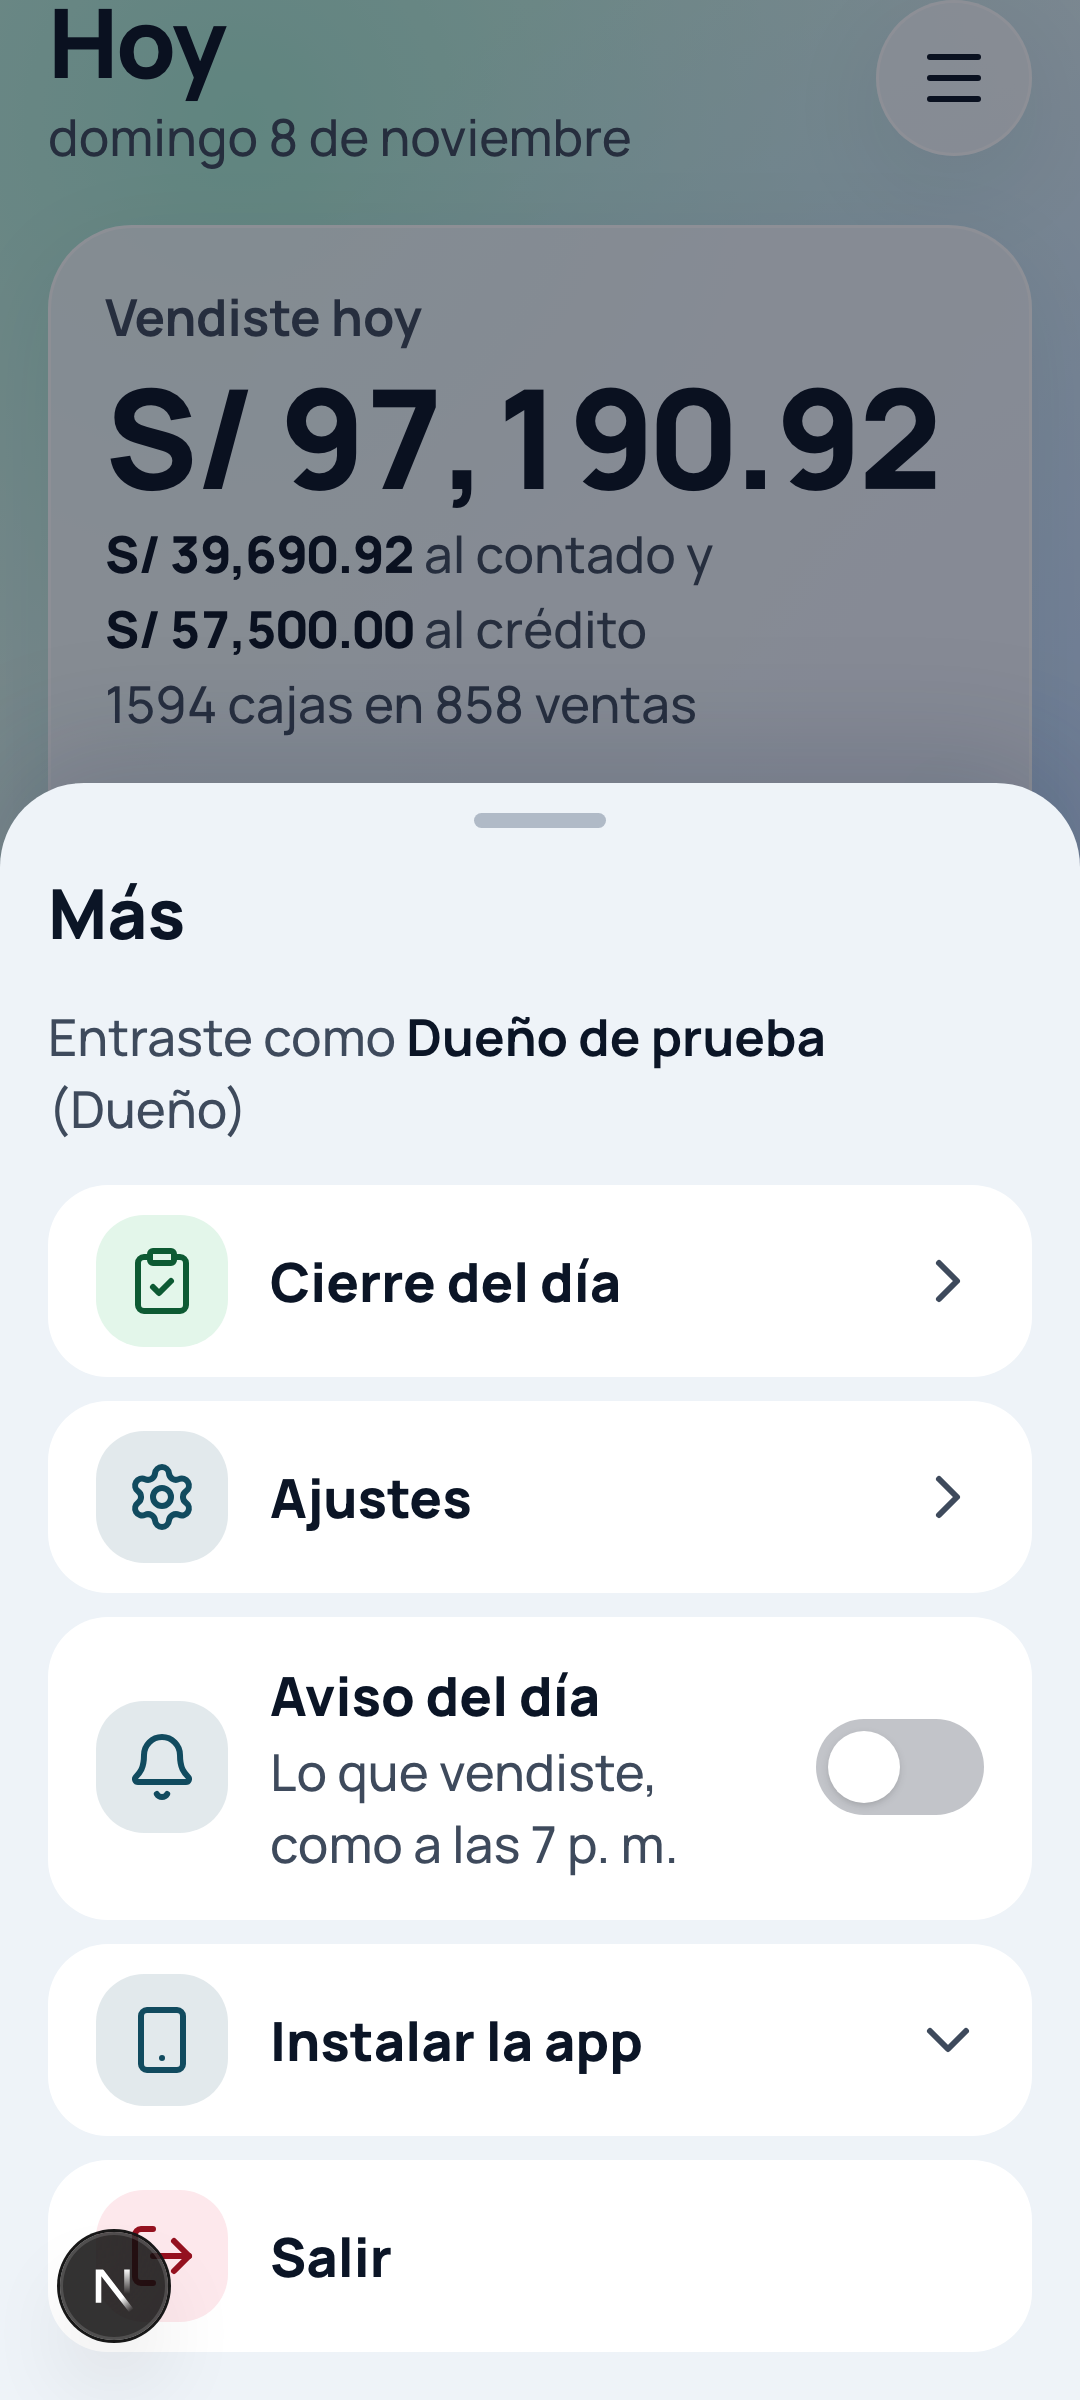 Hoy
domingo 8 de noviembre
Vendiste hoy
S/ 97,190.92
S/ 39,690.92 al contado y
S/ 57,500.00 al crédito
1594 cajas en 858 ventas
Más
Entraste como Dueño de prueba
(Dueño)
Cierre del día
Ajustes
Aviso del día
Lo que vendiste,
como a las 7 p. m.
Instalar la app
Salir
N